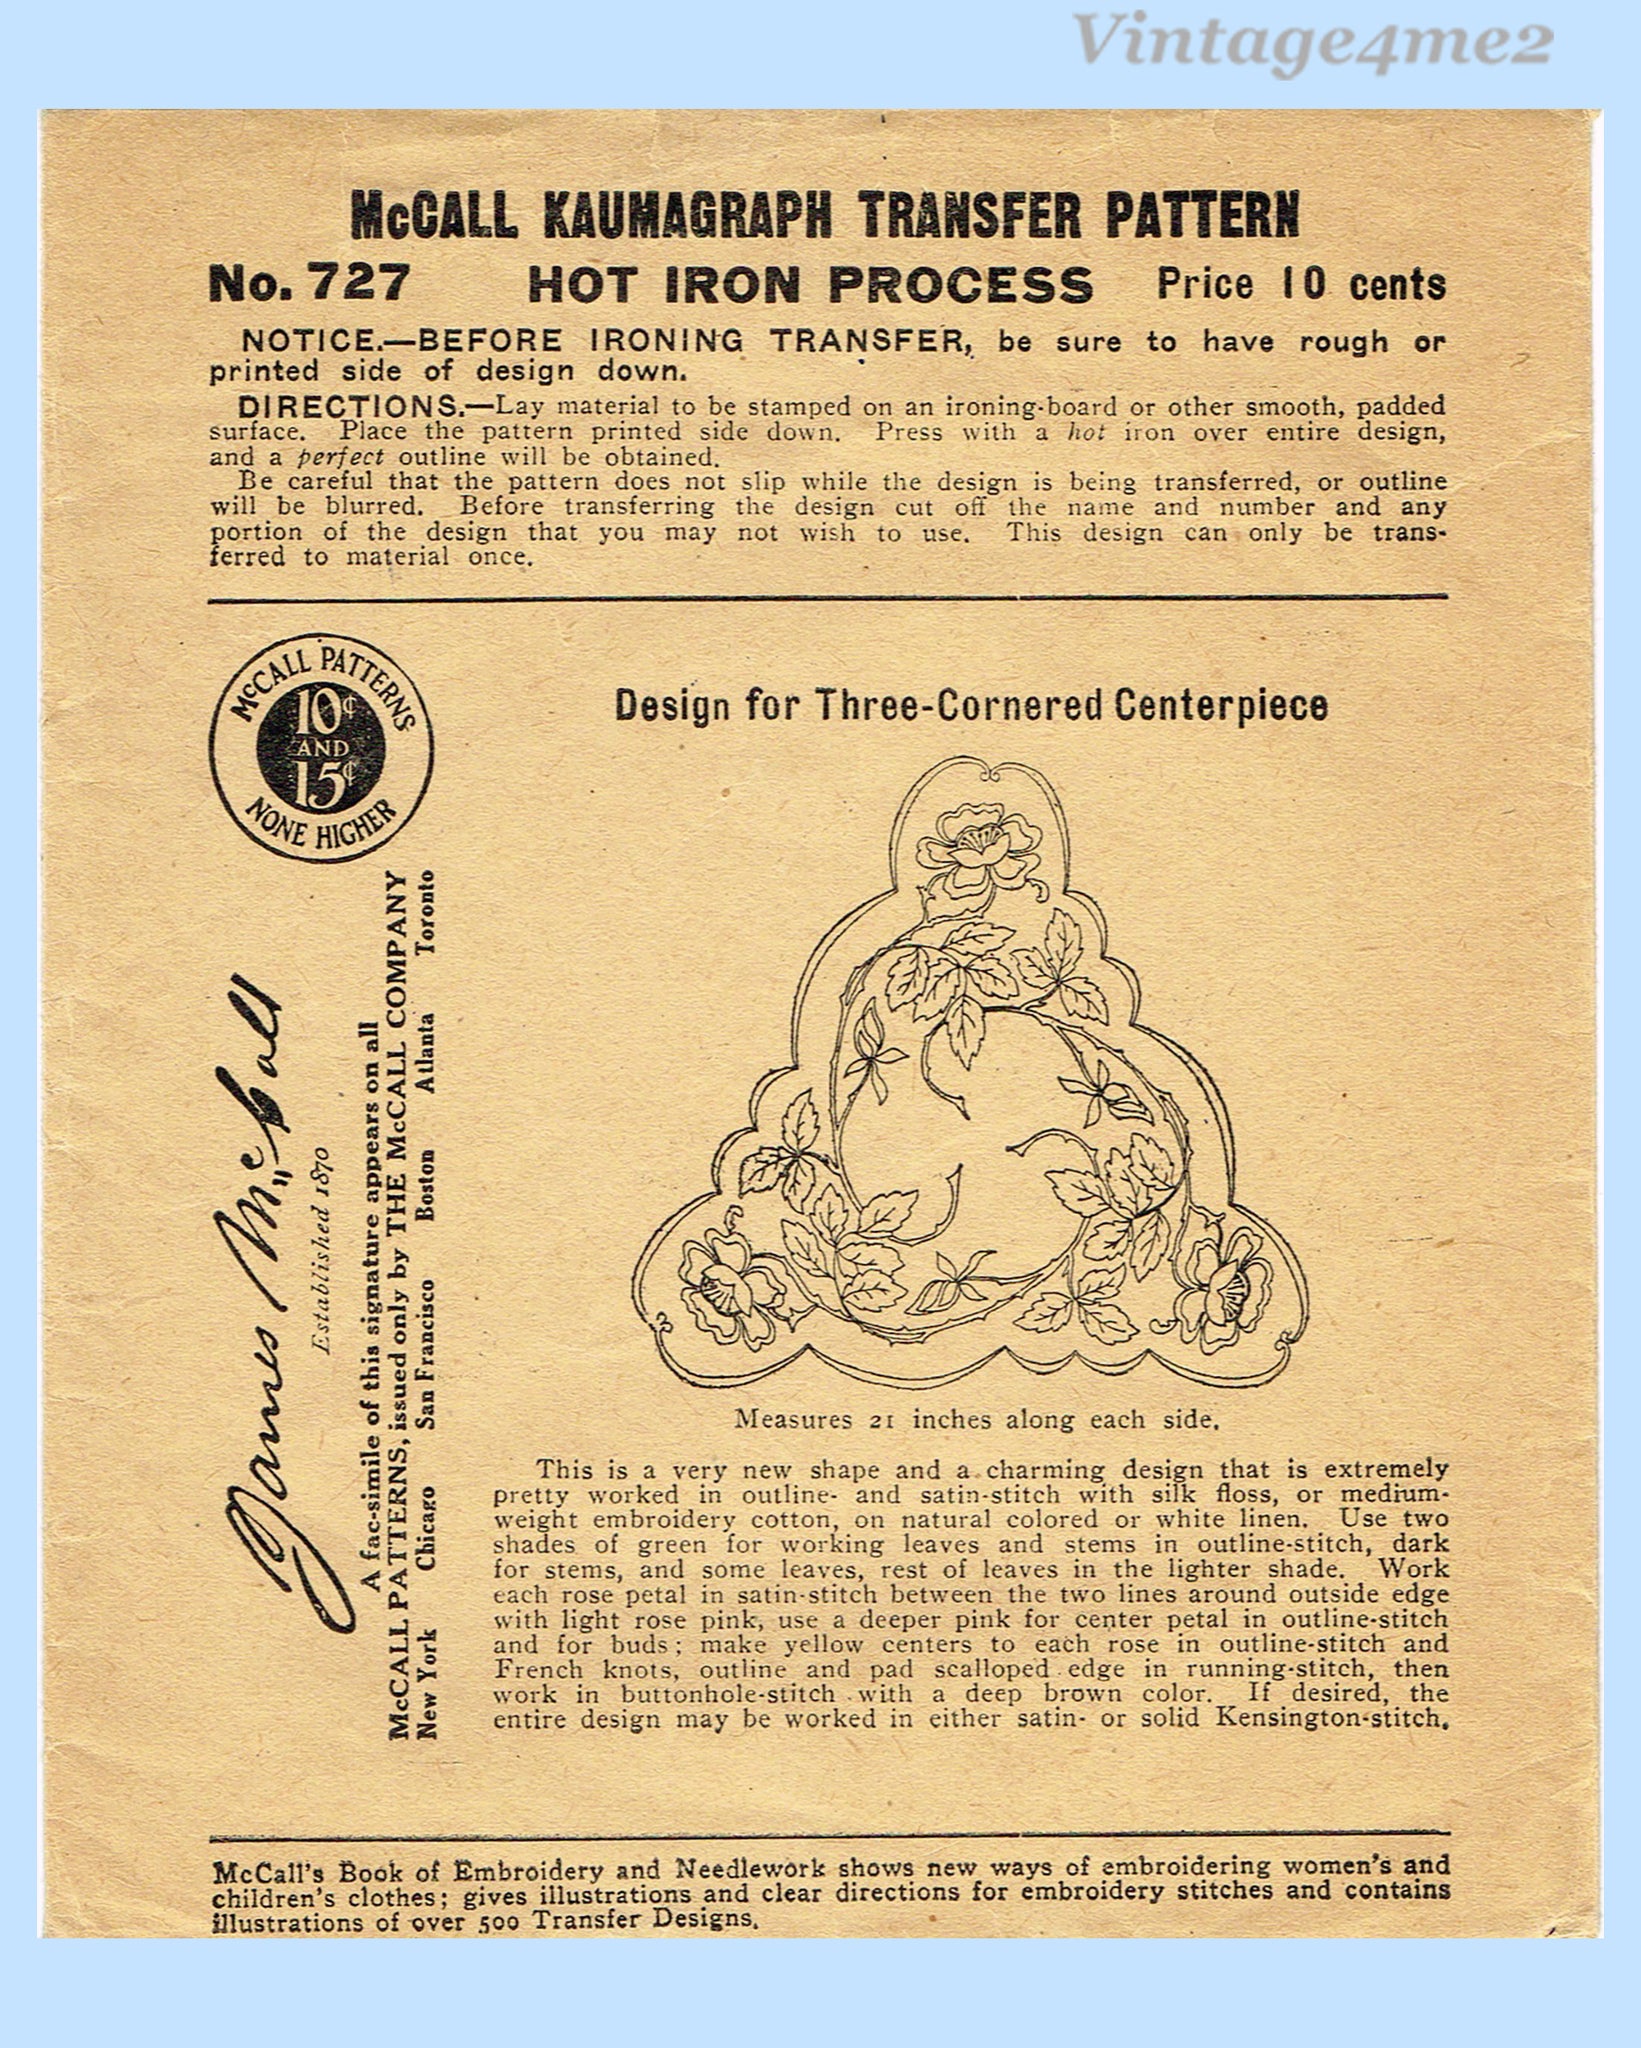 Vintage4me2
McCALL KAUMAGRAPH TRANSFER PATTERN
No. 727 HOT IRON PROCESS Price 10 cents
NOTICE.—BEFORE IRONING TRANSFER, be sure to have rough or
printed side of design down.
DIRECTIONS.—Lay material to be stamped on an ironing-board or other smooth, padded
surface. Place the pattern printed side down. Press with a hot iron over entire design,
and a perfect outline will be obtained.
Be careful that the pattern does not slip while the design is being transferred, or outline
will be blurred. Before transferring the design cut off the name and number and any
portion of the design that you may not wish to use. This design can only be trans-
ferred to material once.
McCALL PATTERNS
10¢
AND
15¢
NONE HIGHER
James McCall
Established 1870
A fac-simile of this signature appears on all
McCALL PATTERNS, issued only by THE McCALL COMPANY
New York Chicago San Francisco Boston Atlanta Toronto
Design for Three-Cornered Centerpiece
Measures 21 inches along each side.
This is a very new shape and a charming design that is extremely
pretty worked in outline- and satin-stitch with silk floss, or medium-
weight embroidery cotton, on natural colored or white linen. Use two
shades of green for working leaves and stems in outline-stitch, dark
for stems, and some leaves, rest of leaves in the lighter shade. Work
each rose petal in satin-stitch between the two lines around outside edge
with light rose pink, use a deeper pink for center petal in outline-stitch
and for buds; make yellow centers to each rose in outline-stitch and
French knots, outline and pad scalloped edge in running-stitch, then
work in buttonhole-stitch with a deep brown color. If desired, the
entire design may be worked in either satin- or solid Kensington-stitch.
McCall's Book of Embroidery and Needlework shows new ways of embroidering women's and
children's clothes; gives illustrations and clear directions for embroidery stitches and contains
illustrations of over 500 Transfer Designs.